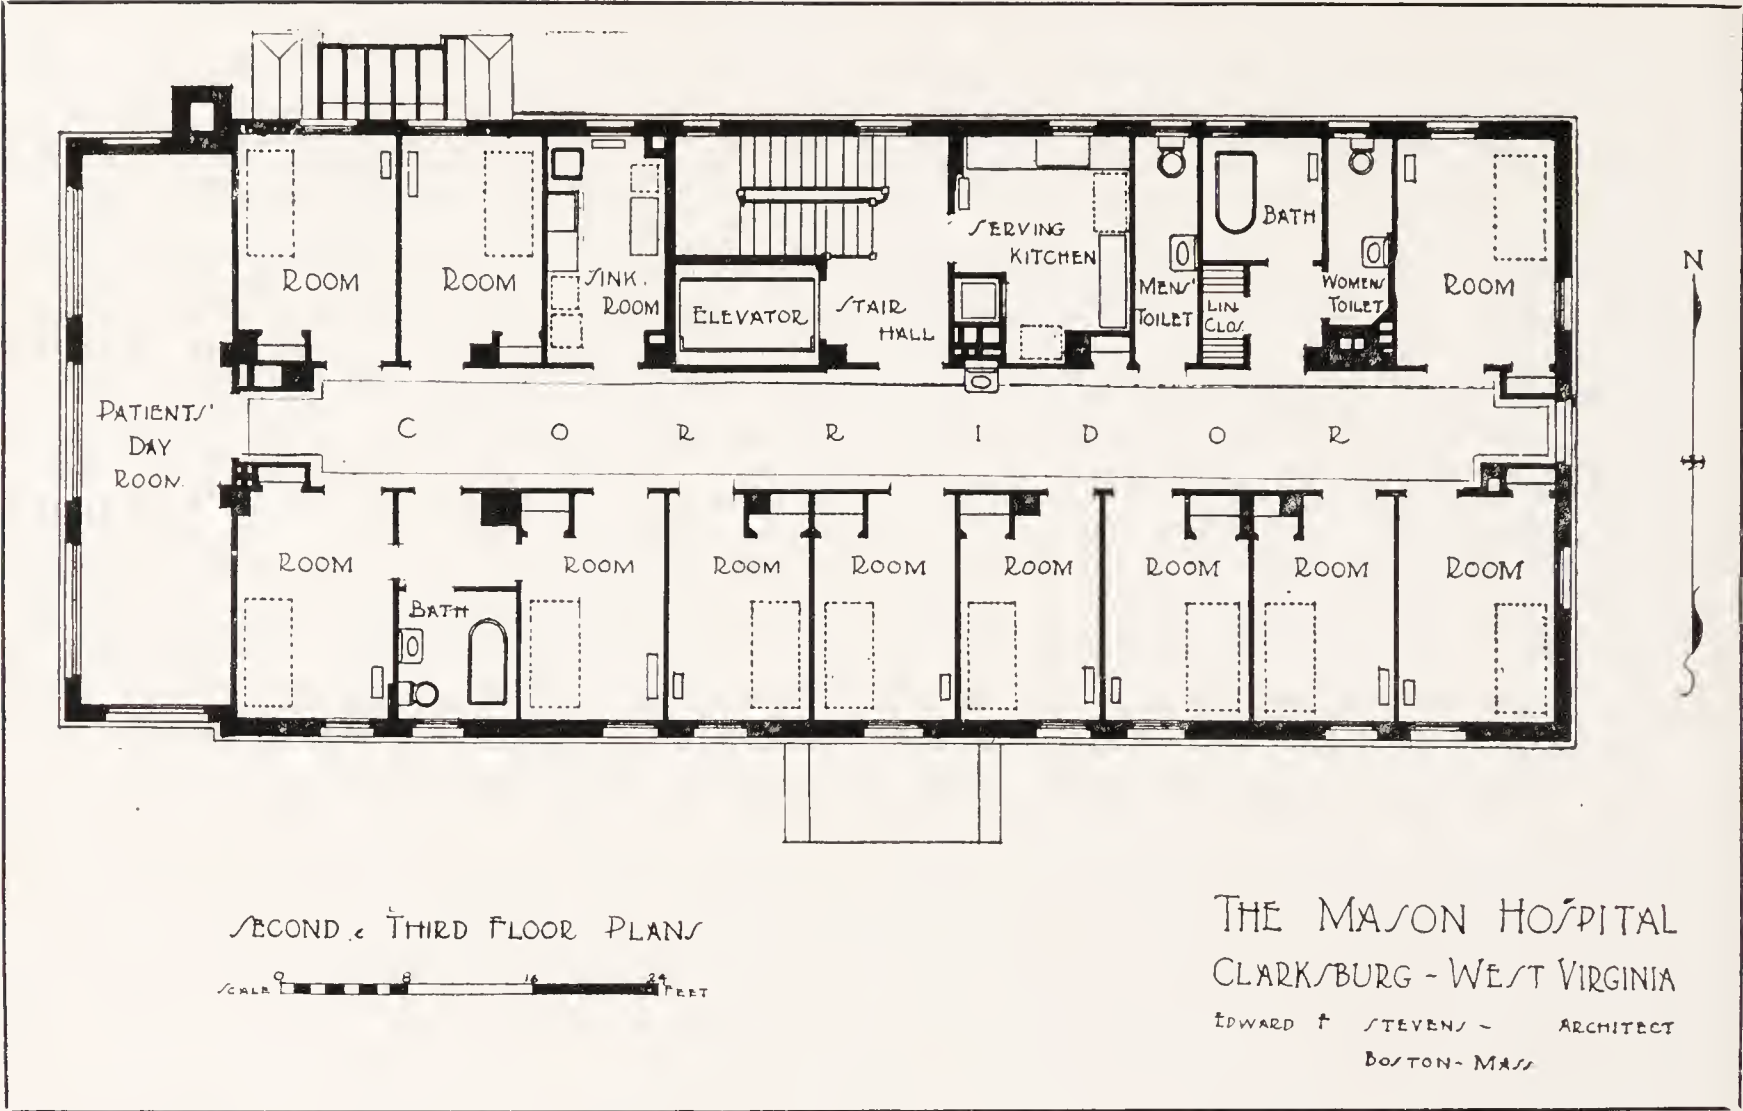 ROOM
ROOM
SINK.
ROOM
ELEVATOR
STAIR
HALL
SERVING
KITCHEN
MENS'
TOILET
LIN.
CLOS.
BATH
WOMENS
TOILET
ROOM
N
PATIENTS'
DAY
ROOM.
CORRIDOR
ROOM
BATH
ROOM
ROOM
ROOM
ROOM
ROOM
ROOM
ROOM
S
SECOND & THIRD FLOOR PLANS
SCALE 0 8 16 24 FEET
THE MASON HOSPITAL
CLARKSBURG - WEST VIRGINIA
EDWARD F STEVENS - ARCHITECT
BOSTON - MASS